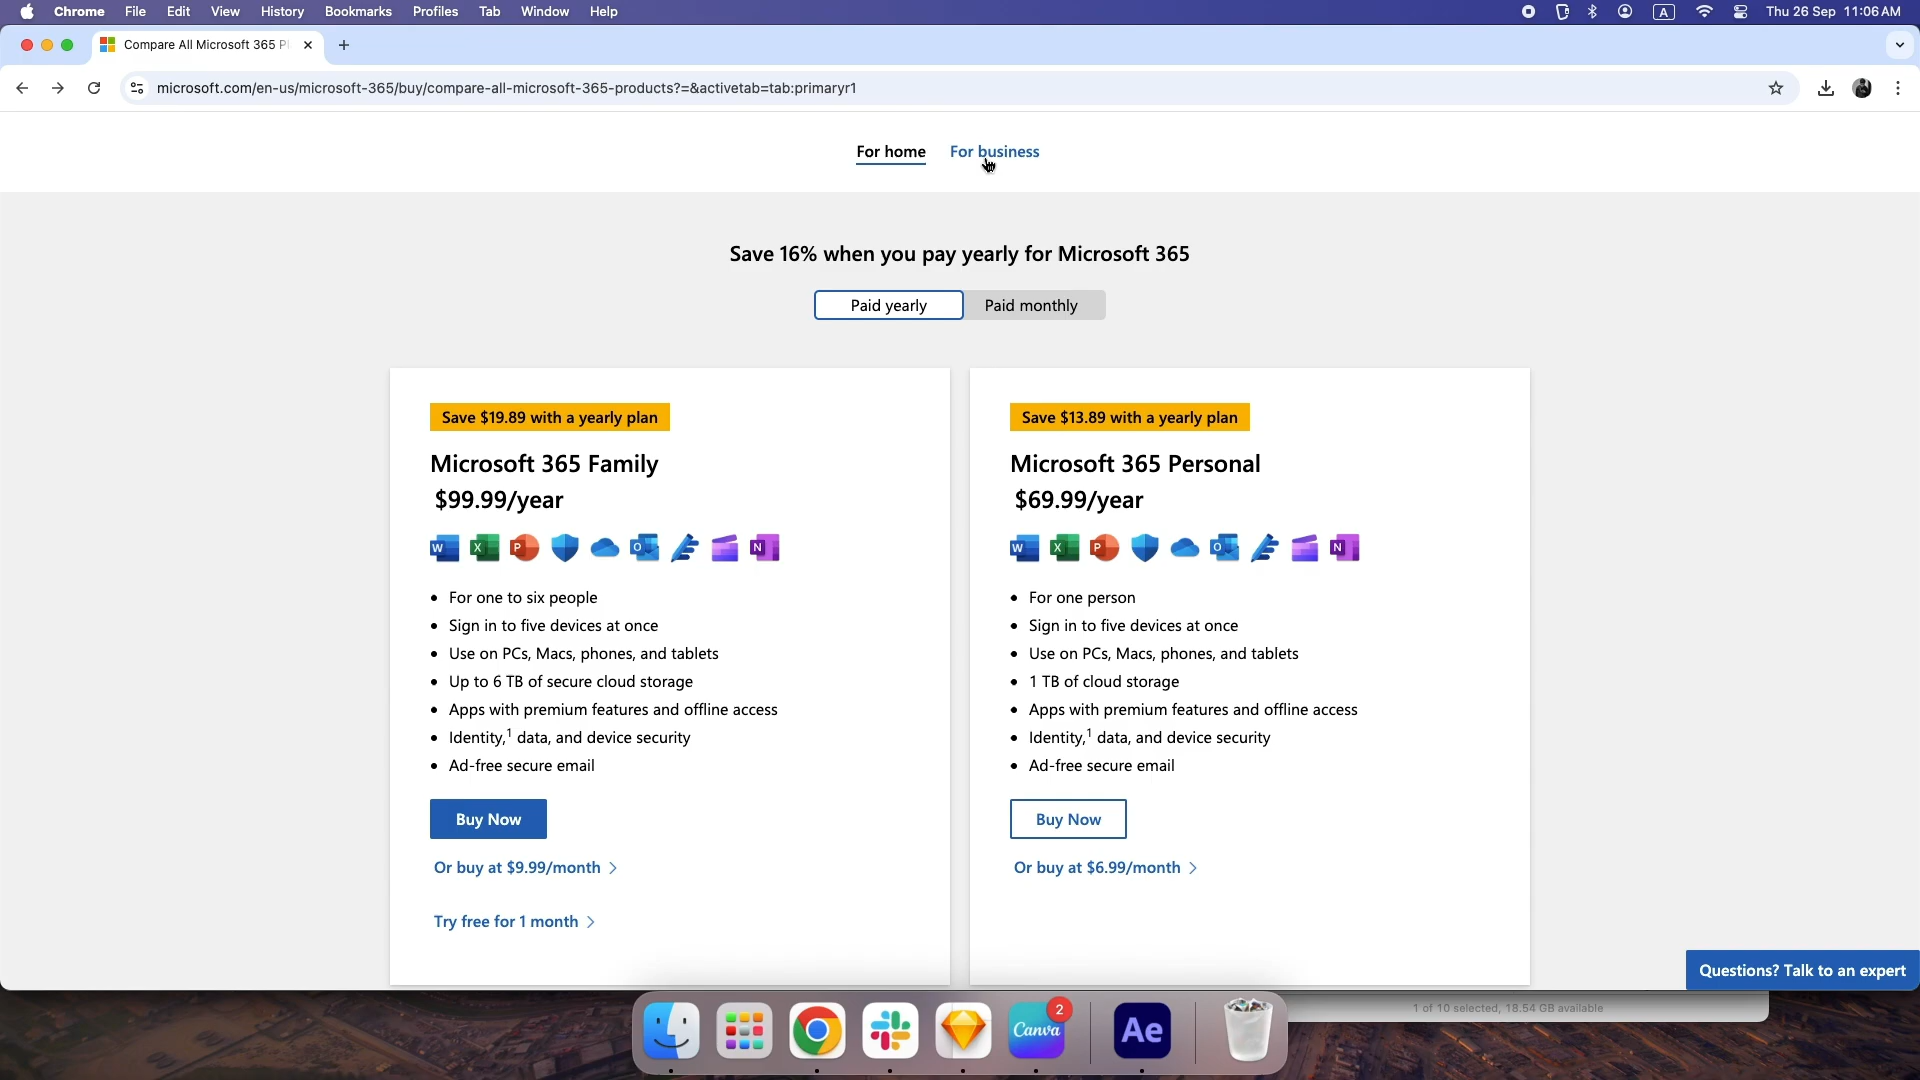 Chrome File Edit View History Bookmarks Profiles Tab Window Help A Thu 26 Sep 11:06AM
Compare All Microsoft 365 Pl
microsoft.com/en-us/microsoft-365/buy/compare-all-microsoft-365-products?=&activetab=tab:primaryr1
For home For business
Save 16% when you pay yearly for Microsoft 365
Paid yearly Paid monthly
Save $19.89 with a yearly plan
Microsoft 365 Family
$99.99/year
W X P O N
• For one to six people
• Sign in to five devices at once
• Use on PCs, Macs, phones, and tablets
• Up to 6 TB of secure cloud storage
• Apps with premium features and offline access
• Identity,1 data, and device security
• Ad-free secure email
Buy Now
Or buy at $9.99/month >
Try free for 1 month >
Save $13.89 with a yearly plan
Microsoft 365 Personal
$69.99/year
W X P O N
• For one person
• Sign in to five devices at once
• Use on PCs, Macs, phones, and tablets
• 1 TB of cloud storage
• Apps with premium features and offline access
• Identity,1 data, and device security
• Ad-free secure email
Buy Now
Or buy at $6.99/month >
Questions? Talk to an expert
1 of 10 selected, 18.54 GB available
Canva 2 Ae